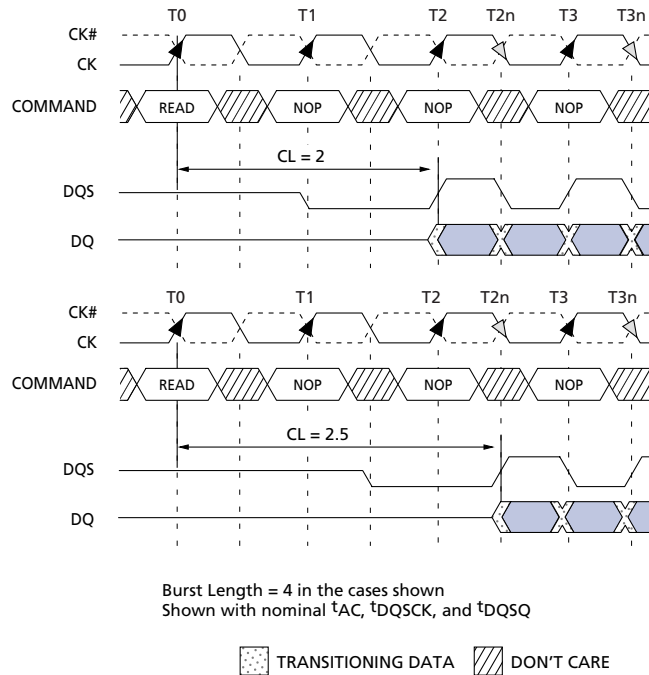 T0 T1 T2 T2n T3 T3n
CK#
CK
COMMAND READ NOP NOP NOP
CL = 2
DQS
DQ
T0 T1 T2 T2n T3 T3n
CK#
CK
COMMAND READ NOP NOP NOP
CL = 2.5
DQS
DQ
Burst Length = 4 in the cases shown
Shown with nominal tAC, tDQSCK, and tDQSQ
TRANSITIONING DATA DON'T CARE